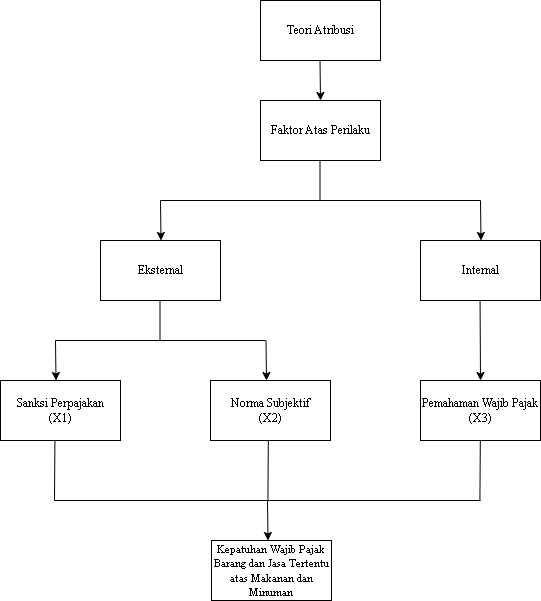 Teori Atribusi
Faktor Atas Perilaku
Eksternal
Internal
Sanksi Perpajakan
(X1)
Norma Subjektif
(X2)
Pemahaman Wajib Pajak
(X3)
Kepatuhan Wajib Pajak
Barang dan Jasa Tertentu
atas Makanan dan
Minuman